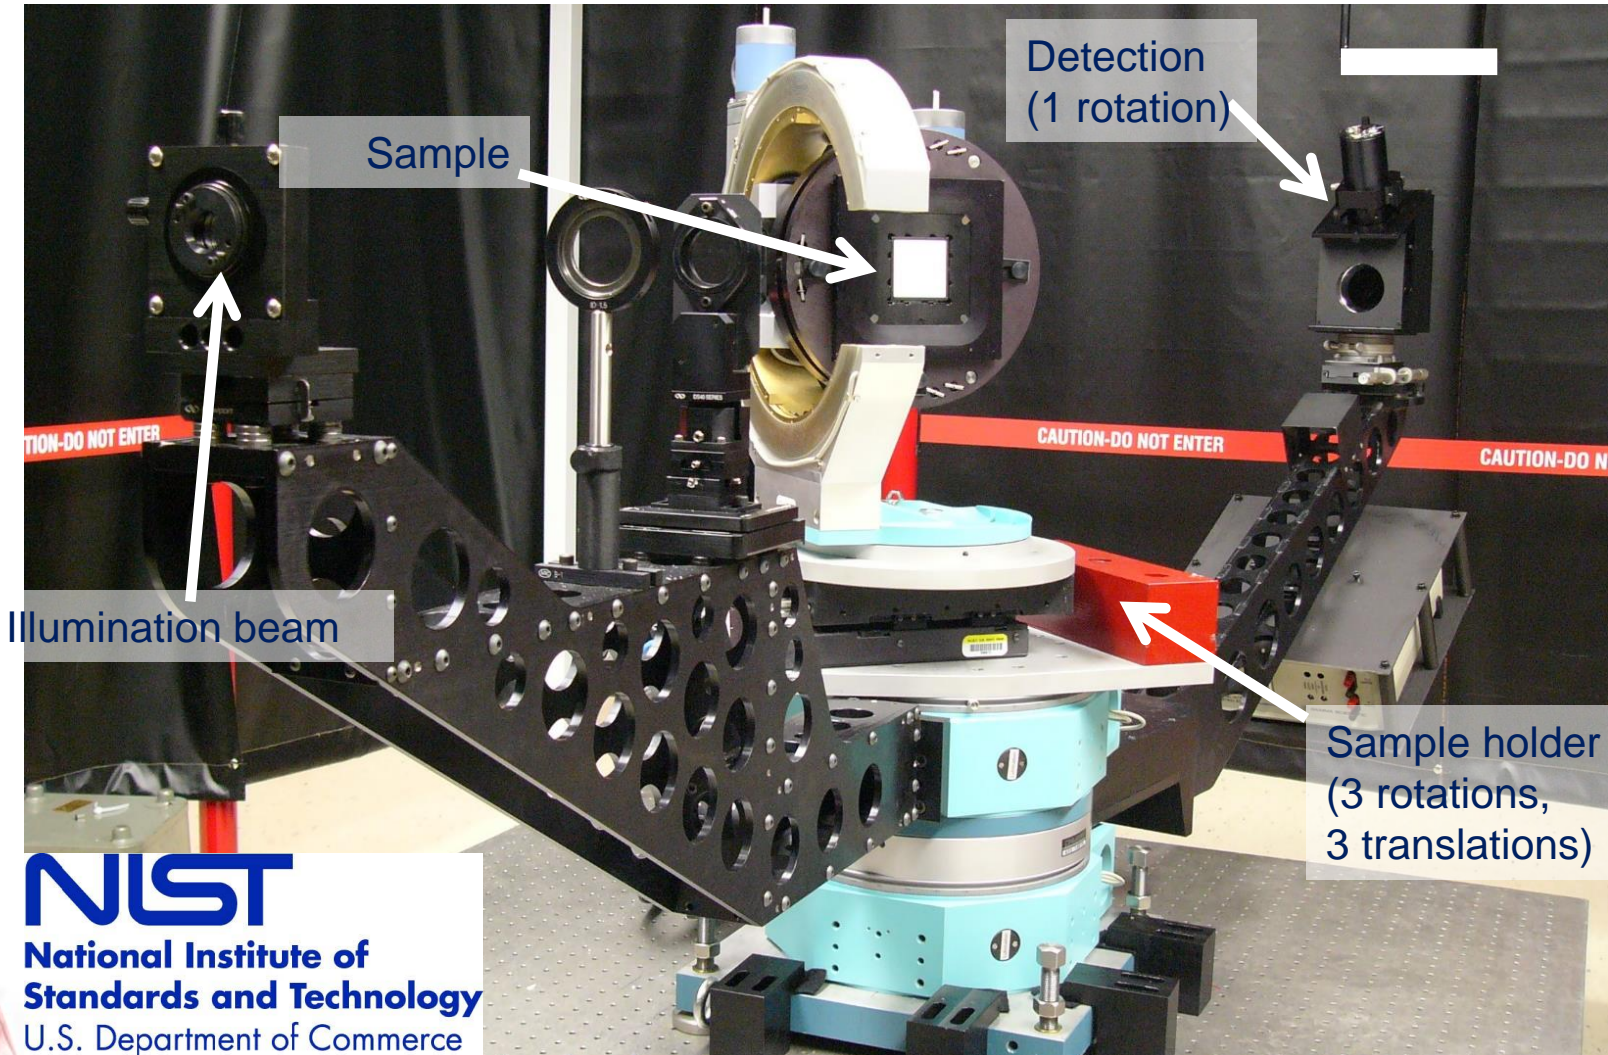 Detection
(1 rotation)
Sample
CAUTION-DO NOT ENTER
TION-DO NOT ENTER
CAUTION-DO N
Illumination beam
Sample holder
(3 rotations,
3 translations)
NIST
National Institute of
Standards and Technology
U.S. Department of Commerce